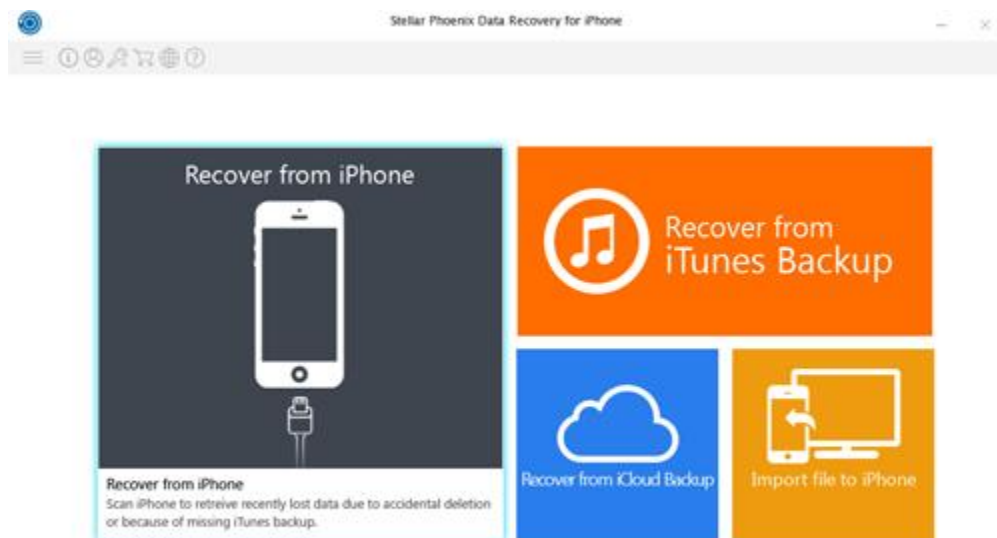 Stellar Phoenix Data Recovery for iPhone
Recover from iPhone
Recover from
iTunes Backup
Recover from iCloud Backup
Import file to iPhone
Recover from iPhone
Scan iPhone to retreive recently lost data due to accidental deletion
or because of missing iTunes backup.